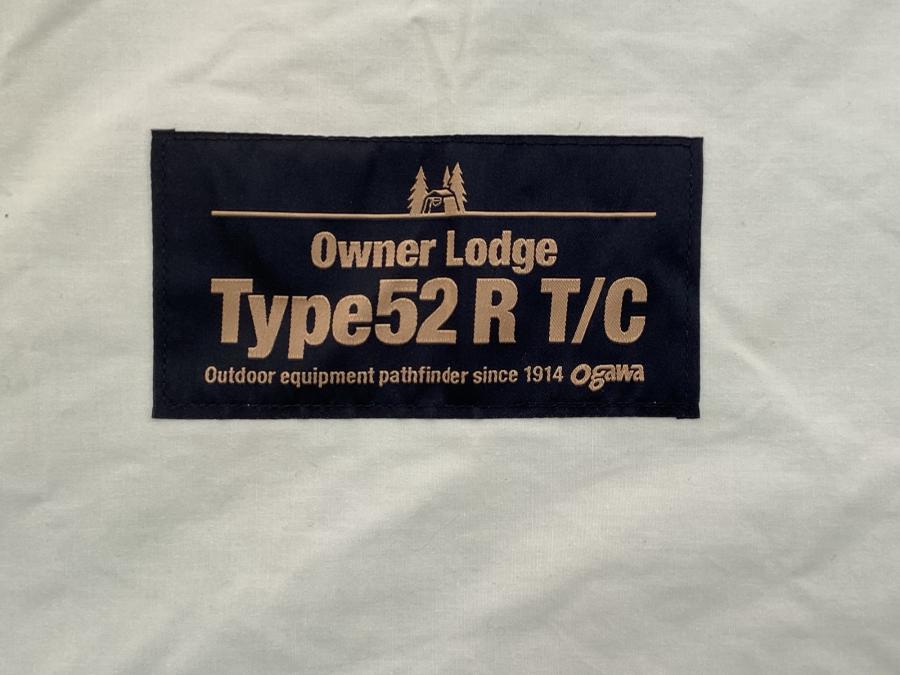 Owner Lodge
Type52 R T/C
Outdoor equipment pathfinder since 1914 Ogawa